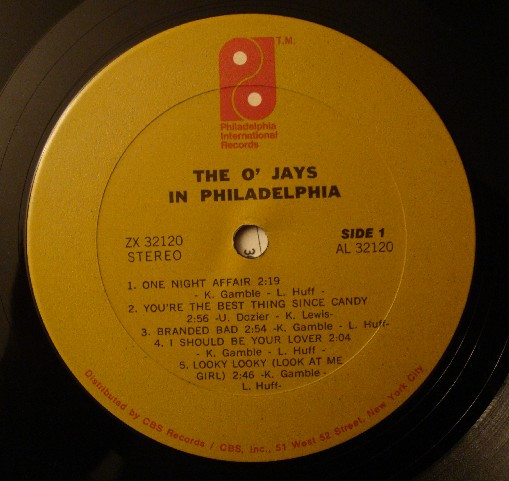 T.M.
Philadelphia
International
Records
THE O' JAYS
IN PHILADELPHIA
ZX 32120
STEREO
SIDE 1
AL 32120
3
1. ONE NIGHT AFFAIR 2:19
- K. Gamble - L. Huff -
2. YOU'RE THE BEST THING SINCE CANDY
2:56 -U. Dozier - K. Lewis-
3. BRANDED BAD 2:54 -K. Gamble - L. Huff-
4. I SHOULD BE YOUR LOVER 2:04
- K. Gamble - L. Huff -
5. LOOKY LOOKY (LOOK AT ME
GIRL) 2:46 -K. Gamble -
L. Huff-
Distributed by CBS Records / CBS, Inc., 51 West 52 Street, New York City